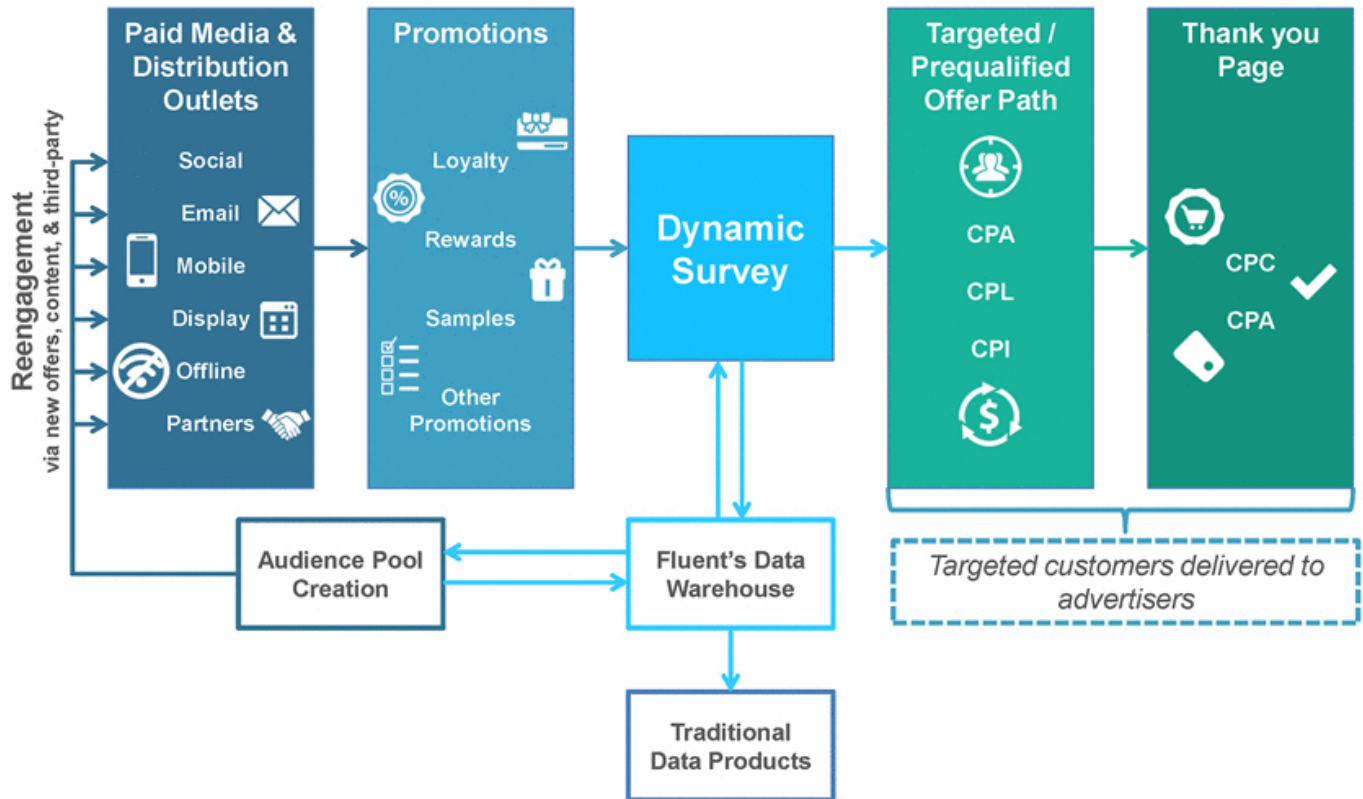 Paid Media &
Distribution
Outlets
Social
Email
Mobile
Display
Offline
Partners
Reengagement
via new offers, content, & third-party
Promotions
%
Loyalty
Rewards
Samples
Other
Promotions
Dynamic
Survey
Targeted /
Prequalified
Offer Path
CPA
CPL
CPI
$
Thank you
Page
CPC
CPA
Audience Pool
Creation
Fluent's Data
Warehouse
Targeted customers delivered to
advertisers
Traditional
Data Products